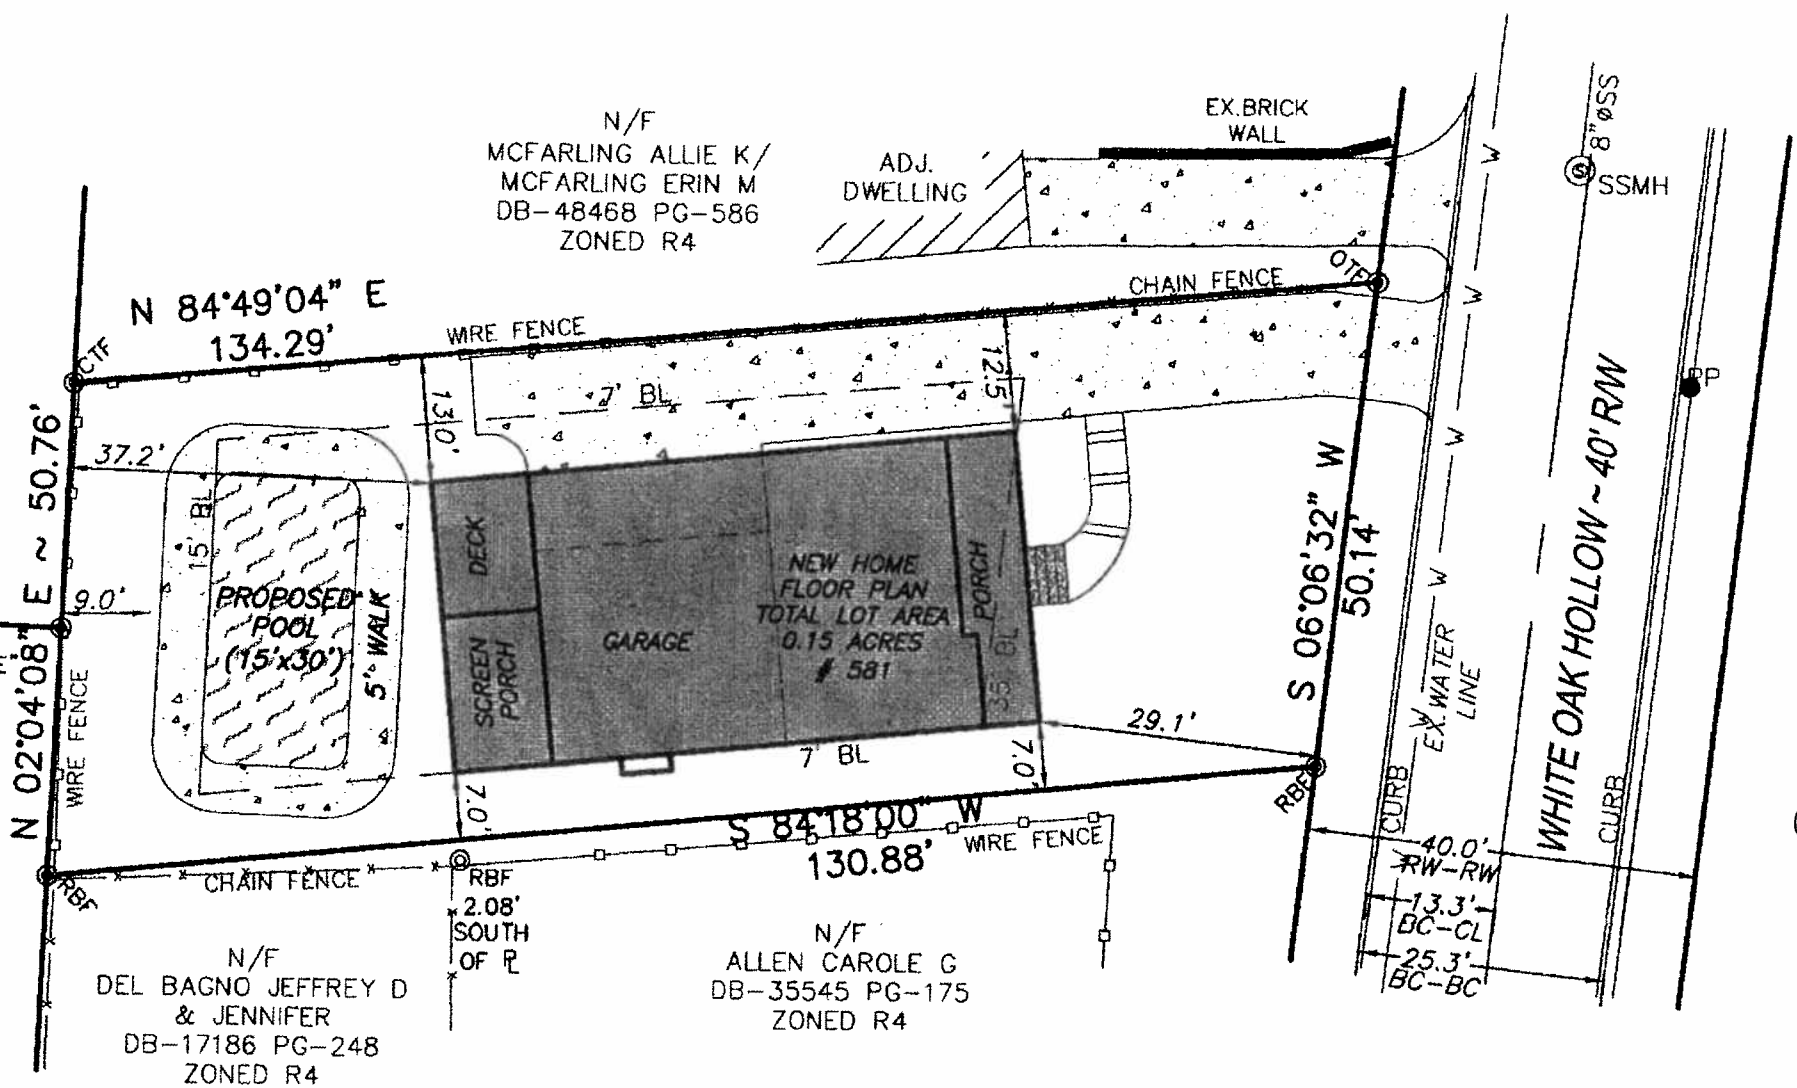 EX.BRICK
WALL
8"øSS
SSMH
N/F
MCFARLING ALLIE K/
MCFARLING ERIN M
DB-48468 PG-586
ZONED R4
ADJ.
DWELLING
W
OTF
CHAIN FENCE
W
N 84°49'04" E
134.29'
WIRE FENCE
CTF
7' BL
13.0'
12.5'
PP
W
37.2'
15' BL
N 02°04'08" E ~ 50.76'
9.0'
PROPOSED
POOL
(15'x30')
5' WALK
DECK
SCREEN
PORCH
GARAGE
NEW HOME
FLOOR PLAN
TOTAL LOT AREA
0.15 ACRES
# 581
PORCH
35' BL
S 06°06'32" W
50.14'
W
W
EX.WATER
LINE
WHITE OAK HOLLOW ~ 40' R/W
WIRE FENCE
7' BL
29.1'
7.0'
7.0'
RBF
CURB
CURB
S 84°18'00" W
130.88'
WIRE FENCE
RBF
CHAIN FENCE
RBF
2.08'
SOUTH
OF PL
40.0'
RW-RW
13.3'
BC-CL
25.3'
BC-BC
N/F
DEL BAGNO JEFFREY D
& JENNIFER
DB-17186 PG-248
ZONED R4
N/F
ALLEN CAROLE G
DB-35545 PG-175
ZONED R4